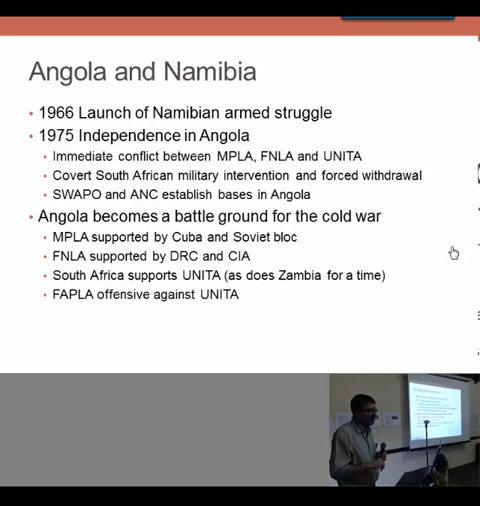 Angola and Namibia
• 1966 Launch of Namibian armed struggle
• 1975 Independence in Angola
• Immediate conflict between MPLA, FNLA and UNITA
• Covert South African military intervention and forced withdrawal
• SWAPO and ANC establish bases in Angola
• Angola becomes a battle ground for the cold war
• MPLA supported by Cuba and Soviet bloc
• FNLA supported by DRC and CIA
• South Africa supports UNITA (as does Zambia for a time)
• FAPLA offensive against UNITA